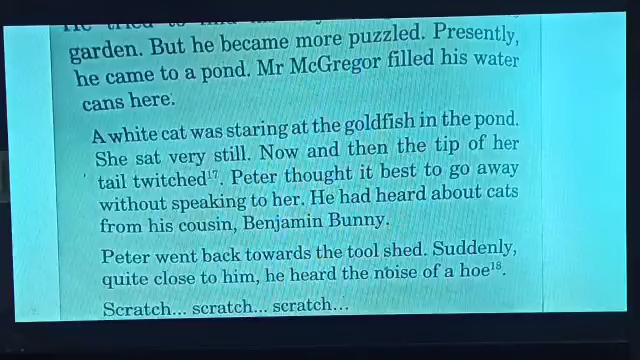 garden. But he became more puzzled. Presently,
he came to a pond. Mr McGregor filled his water
cans here.
A white cat was staring at the goldfish in the pond.
She sat very still. Now and then the tip of her
tail twitched¹⁷. Peter thought it best to go away
without speaking to her. He had heard about cats
from his cousin, Benjamin Bunny.
Peter went back towards the tool shed. Suddenly,
quite close to him, he heard the noise of a hoe¹⁸.
Scratch... scratch... scratch...